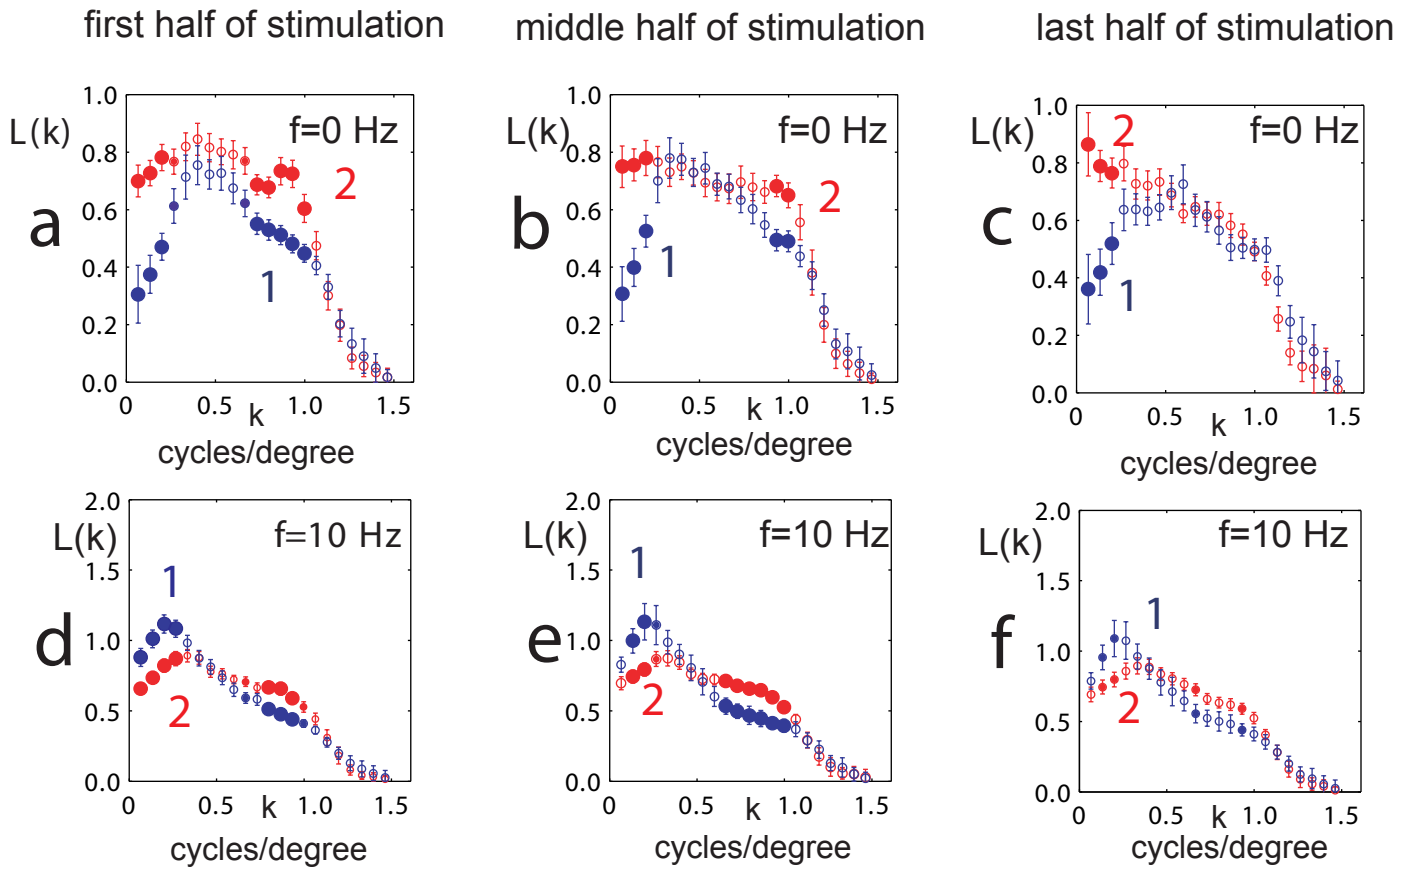 first half of stimulation
middle half of stimulation
last half of stimulation
a
L(k)
f=0 Hz
2
1
1.0
0.8
0.6
0.4
0.2
0.0
0
0.5
1.0
1.5
k
cycles/degree
b
L(k)
f=0 Hz
2
1
1.0
0.8
0.6
0.4
0.2
0.0
0
0.5
1.0
1.5
k
cycles/degree
c
L(k)
f=0 Hz
2
1
1.0
0.8
0.6
0.4
0.2
0.0
0
0.5
1.0
1.5
k
cycles/degree
d
L(k)
f=10 Hz
1
2
2.0
1.5
1.0
0.5
0.0
0
0.5
1.0
1.5
k
cycles/degree
e
L(k)
f=10 Hz
1
2
2.0
1.5
1.0
0.5
0.0
0
0.5
1.0
1.5
k
cycles/degree
f
L(k)
f=10 Hz
1
2
2.0
1.5
1.0
0.5
0.0
0
0.5
1.0
1.5
k
cycles/degree